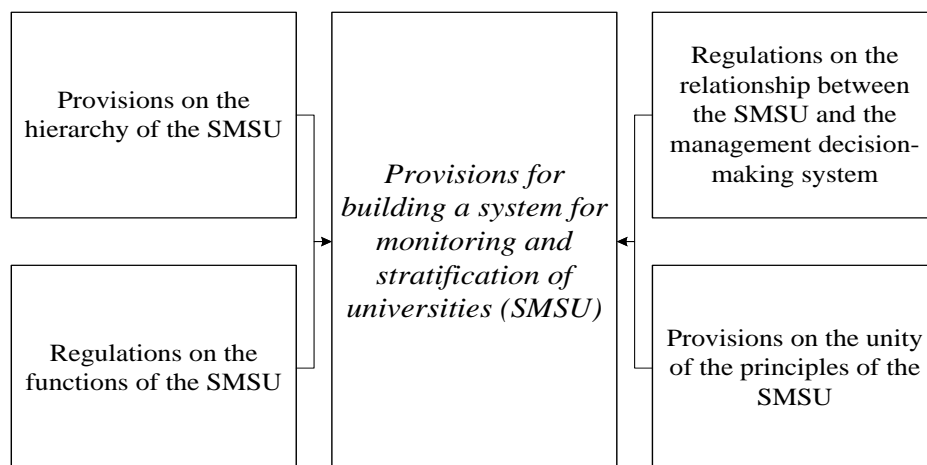 Provisions on the
hierarchy of the SMSU
Regulations on the
functions of the SMSU
Provisions for
building a system for
monitoring and
stratification of
universities (SMSU)
Regulations on the
relationship between
the SMSU and the
management decision-
making system
Provisions on the unity
of the principles of the
SMSU